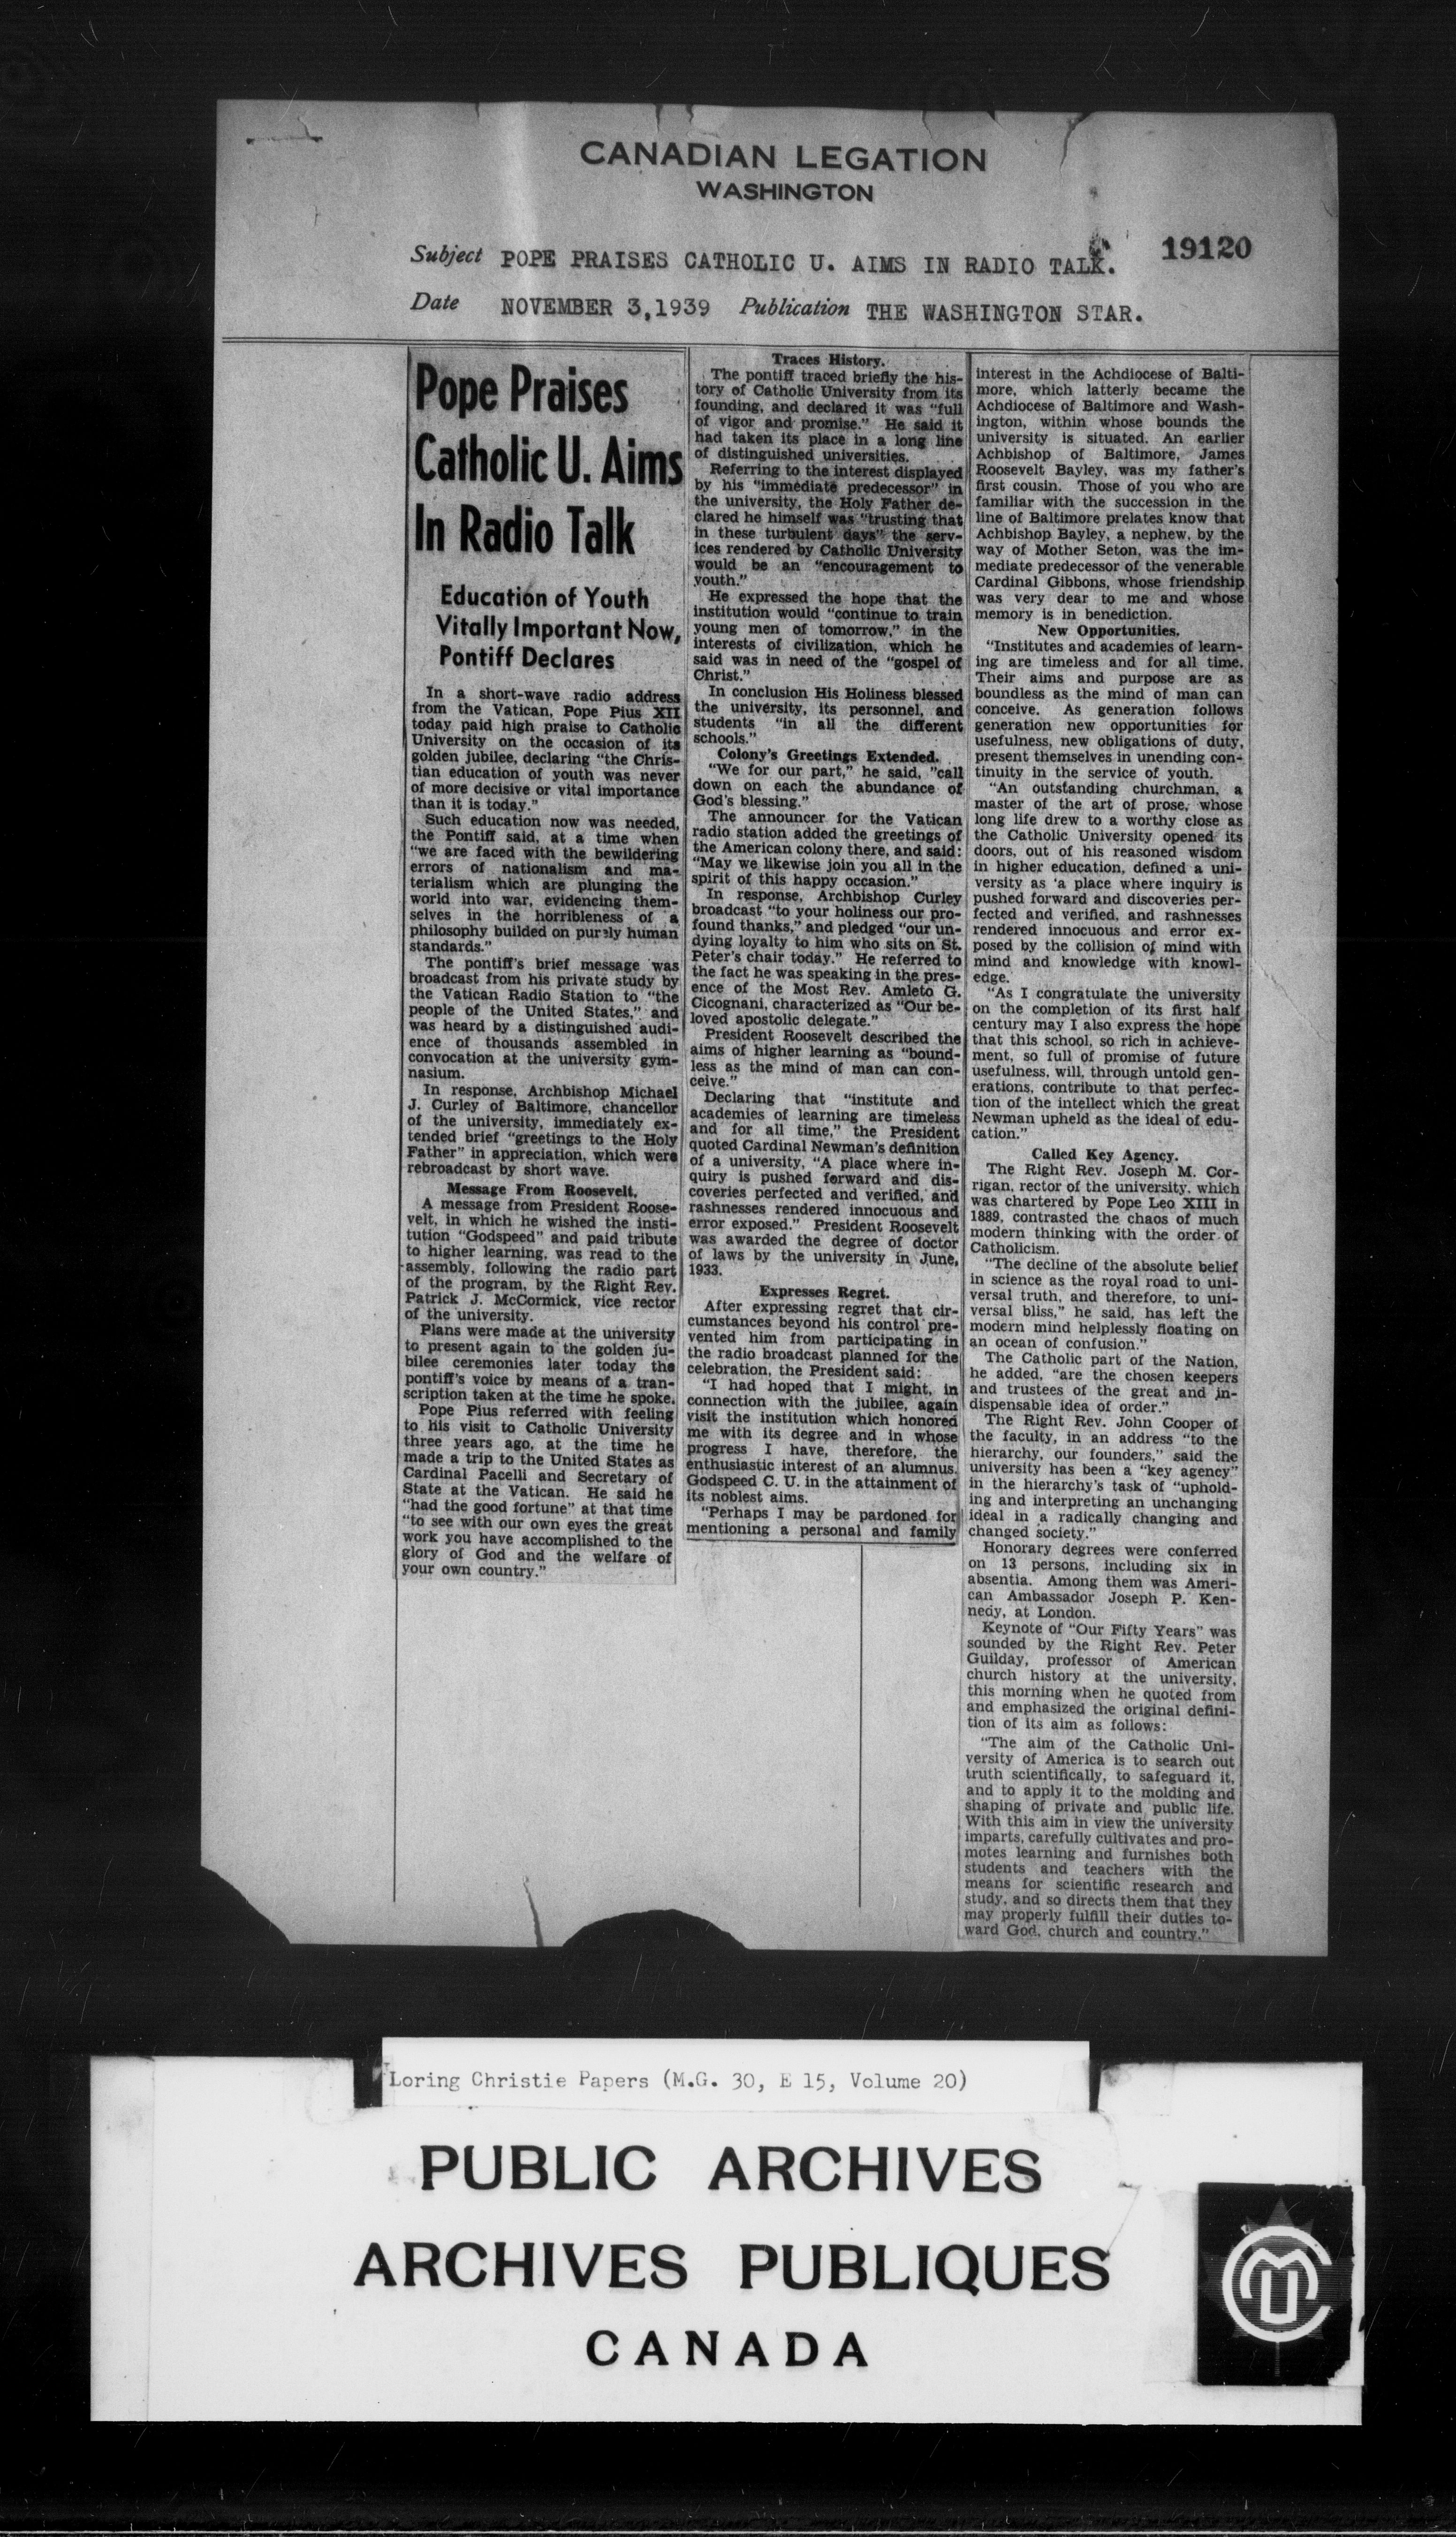 CANADIAN LEGATION
WASHINGTON
Subject POPE PRAISES CATHOLIC U. AIMS IN RADIO TALK. 19120
Date NOVEMBER 3,1939 Publication THE WASHINGTON STAR.
Pope Praises
Catholic U. Aims
In Radio Talk
Education of Youth
Vitally Important Now,
Pontiff Declares
In a short-wave radio address
from the Vatican, Pope Pius XII
today paid high praise to Catholic
University on the occasion of its
golden jubilee, declaring "the Chris-
tian education of youth was never
of more decisive or vital importance
than it is today."
Such education now was needed,
the Pontiff said, at a time when
"we are faced with the bewildering
errors of nationalism and ma-
terialism which are plunging the
world into war, evidencing them-
selves in the horribleness of a
philosophy builded on purely human
standards."
The pontiff's brief message was
broadcast from his private study by
the Vatican Radio Station to "the
people of the United States," and
was heard by a distinguished audi-
ence of thousands assembled in
convocation at the university gym-
nasium.
In response, Archbishop Michael
J. Curley of Baltimore, chancellor
of the university, immediately ex-
tended brief "greetings to the Holy
Father" in appreciation, which were
rebroadcast by short wave.
Message From Roosevelt.
A message from President Roose-
velt, in which he wished the insti-
tution "Godspeed" and paid tribute
to higher learning, was read to the
assembly, following the radio part
of the program, by the Right Rev.
Patrick J. McCormick, vice rector
of the university.
Plans were made at the university
to present again to the golden ju-
bilee ceremonies later today the
pontiff's voice by means of a tran-
scription taken at the time he spoke.
Pope Pius referred with feeling
to his visit to Catholic University
three years ago, at the time he
made a trip to the United States as
Cardinal Pacelli and Secretary of
State at the Vatican. He said he
"had the good fortune" at that time
"to see with our own eyes the great
work you have accomplished to the
glory of God and the welfare of
your own country."
Traces History.
The pontiff traced briefly the his-
tory of Catholic University from its
founding, and declared it was "full
of vigor and promise." He said it
had taken its place in a long line
of distinguished universities.
Referring to the interest displayed
by his "immediate predecessor" in
the university, the Holy Father de-
clared he himself was "trusting that
in these turbulent days" the serv-
ices rendered by Catholic University
would be an "encouragement to
youth."
He expressed the hope that the
institution would "continue to train
young men of tomorrow," in the
interests of civilization, which he
said was in need of the "gospel of
Christ."
In conclusion His Holiness blessed
the university, its personnel, and
students "in all the different
schools."
Colony's Greetings Extended.
"We for our part," he said, "call
down on each the abundance of
God's blessing."
The announcer for the Vatican
radio station added the greetings of
the American colony there, and said:
"May we likewise join you all in the
spirit of this happy occasion."
In response, Archbishop Curley
broadcast "to your holiness our pro-
found thanks," and pledged "our un-
dying loyalty to him who sits on St.
Peter's chair today." He referred to
the fact he was speaking in the pres-
ence of the Most Rev. Amleto G.
Cicognani, characterized as "Our be-
loved apostolic delegate."
President Roosevelt described the
aims of higher learning as "bound-
less as the mind of man can con-
ceive."
Declaring that "institute and
academies of learning are timeless
and for all time," the President
quoted Cardinal Newman's definition
of a university, "A place where in-
quiry is pushed forward and dis-
coveries perfected and verified, and
rashnesses rendered innocuous and
error exposed." President Roosevelt
was awarded the degree of doctor
of laws by the university in June,
1933.
Expresses Regret.
After expressing regret that cir-
cumstances beyond his control pre-
vented him from participating in
the radio broadcast planned for the
celebration, the President said:
"I had hoped that I might, in
connection with the jubilee, again
visit the institution which honored
me with its degree and in whose
progress I have, therefore, the
enthusiastic interest of an alumnus.
Godspeed C. U. in the attainment of
its noblest aims.
"Perhaps I may be pardoned for
mentioning a personal and family
interest in the Achdiocese of Balti-
more, which latterly became the
Achdiocese of Baltimore and Wash-
ington, within whose bounds the
university is situated. An earlier
Achbishop of Baltimore, James
Roosevelt Bayley, was my father's
first cousin. Those of you who are
familiar with the succession in the
line of Baltimore prelates know that
Achbishop Bayley, a nephew, by the
way of Mother Seton, was the im-
mediate predecessor of the venerable
Cardinal Gibbons, whose friendship
was very dear to me and whose
memory is in benediction.
New Opportunities.
"Institutes and academies of learn-
ing are timeless and for all time.
Their aims and purpose are as
boundless as the mind of man can
conceive. As generation follows
generation new opportunities for
usefulness, new obligations of duty,
present themselves in unending con-
tinuity in the service of youth.
"An outstanding churchman, a
master of the art of prose, whose
long life drew to a worthy close as
the Catholic University opened its
doors, out of his reasoned wisdom
in higher education, defined a uni-
versity as 'a place where inquiry is
pushed forward and discoveries per-
fected and verified, and rashnesses
rendered innocuous and error ex-
posed by the collision of mind with
mind and knowledge with knowl-
edge.'
"As I congratulate the university
on the completion of its first half
century may I also express the hope
that this school, so rich in achieve-
ment, so full of promise of future
usefulness, will, through untold gen-
erations, contribute to that perfec-
tion of the intellect which the great
Newman upheld as the ideal of edu-
cation."
Called Key Agency.
The Right Rev. Joseph M. Cor-
rigan, rector of the university, which
was chartered by Pope Leo XIII in
1889, contrasted the chaos of much
modern thinking with the order of
Catholicism.
"The decline of the absolute belief
in science as the royal road to uni-
versal truth, and therefore, to uni-
versal bliss," he said, has left the
modern mind helplessly floating on
an ocean of confusion."
The Catholic part of the Nation,
he added, "are the chosen keepers
and trustees of the great and in-
dispensable idea of order."
The Right Rev. John Cooper of
the faculty, in an address "to the
hierarchy, our founders," said the
university has been a "key agency"
in the hierarchy's task of "uphold-
ing and interpreting an unchanging
ideal in a radically changing and
changed society."
Honorary degrees were conferred
on 13 persons, including six in
absentia. Among them was Ameri-
can Ambassador Joseph P. Ken-
nedy, at London.
Keynote of "Our Fifty Years" was
sounded by the Right Rev. Peter
Guilday, professor of American
church history at the university,
this morning when he quoted from
and emphasized the original defini-
tion of its aim as follows:
"The aim of the Catholic Uni-
versity of America is to search out
truth scientifically, to safeguard it,
and to apply it to the molding and
shaping of private and public life.
With this aim in view the university
imparts, carefully cultivates and pro-
motes learning and furnishes both
students and teachers with the
means for scientific research and
study, and so directs them that they
may properly fulfill their duties to-
ward God, church and country."
Loring Christie Papers (M.G. 30, E 15, Volume 20)
PUBLIC ARCHIVES
ARCHIVES PUBLIQUES
CANADA